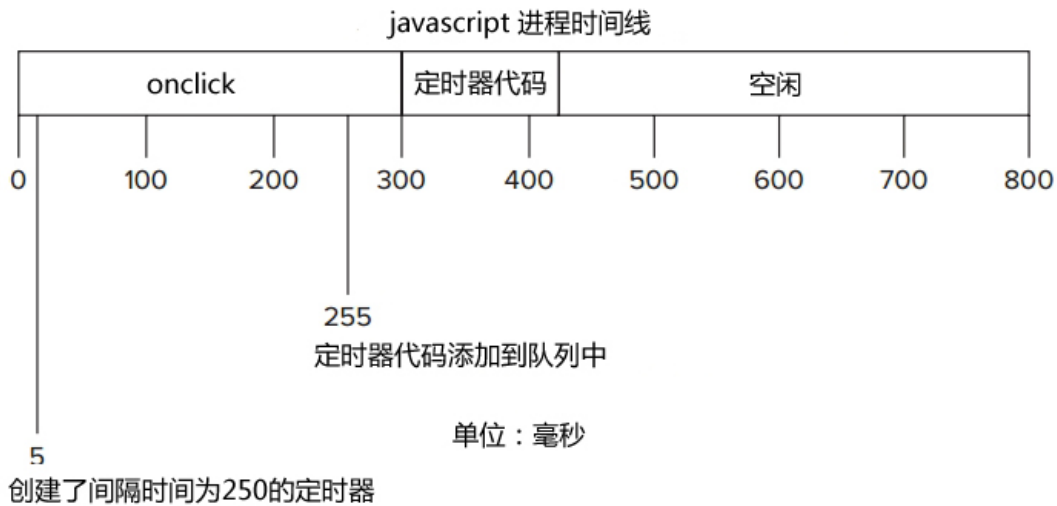 javascript 进程时间线
onclick 定时器代码 空闲
0 100 200 300 400 500 600 700 800
255
定时器代码添加到队列中
单位：毫秒
5
创建了间隔时间为250的定时器